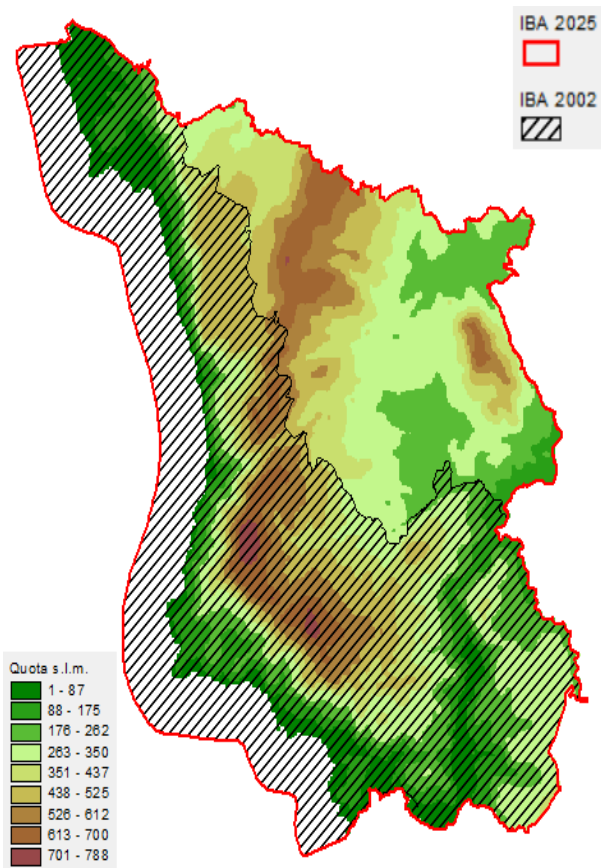 IBA 2025
IBA 2002
Quota s.l.m.
1 - 87
88 - 175
176 - 262
263 - 350
351 - 437
438 - 525
526 - 612
613 - 700
701 - 788